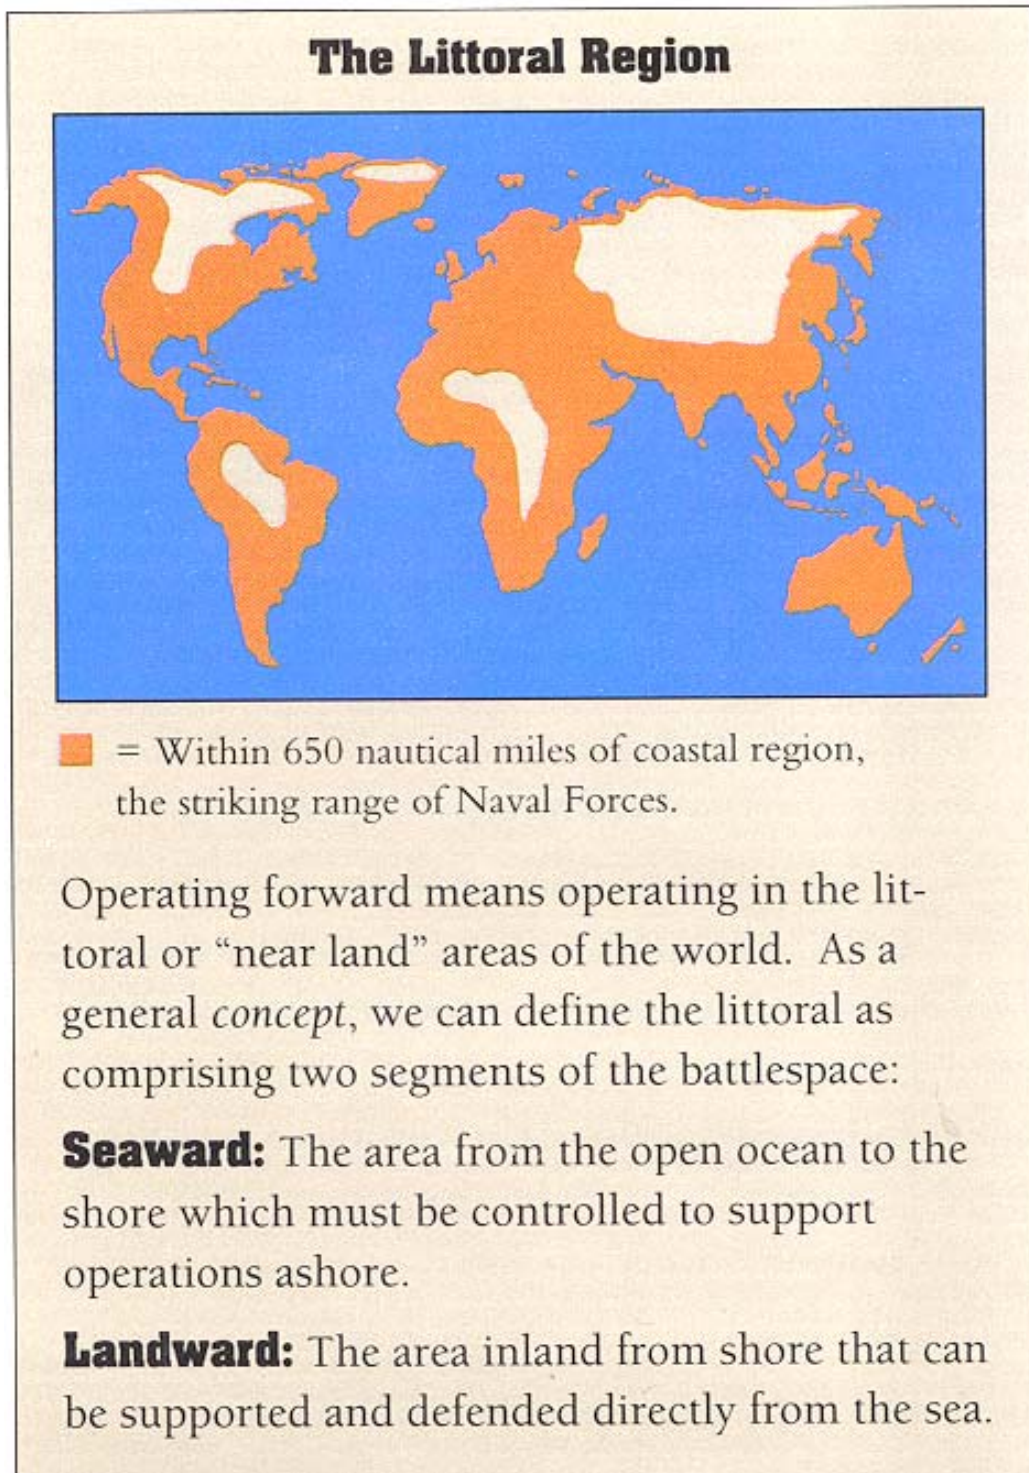 The Littoral Region
= Within 650 nautical miles of coastal region,
the striking range of Naval Forces.
Operating forward means operating in the lit-
toral or “near land” areas of the world. As a
general concept, we can define the littoral as
comprising two segments of the battlespace:
Seaward: The area from the open ocean to the
shore which must be controlled to support
operations ashore.
Landward: The area inland from shore that can
be supported and defended directly from the sea.